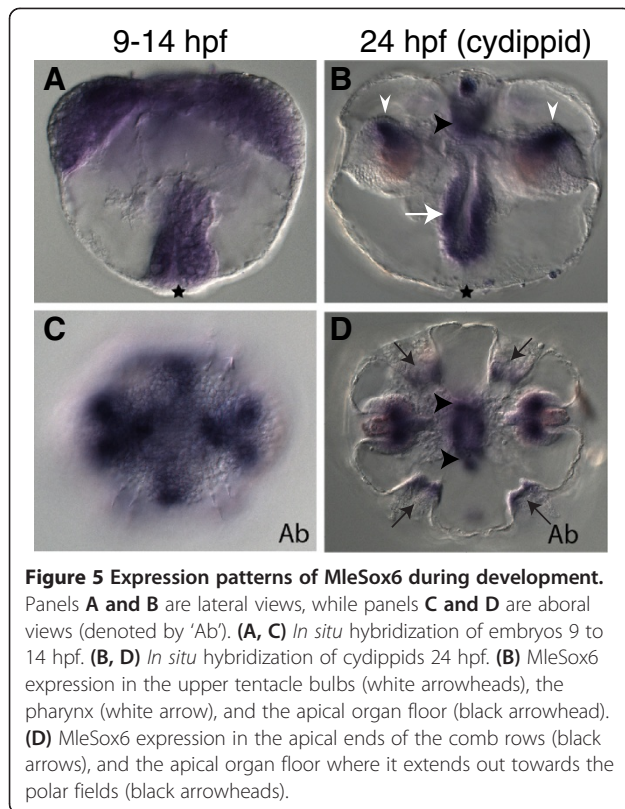 9-14 hpf
24 hpf (cydippid)
A
B
C
D
Ab
Ab
Figure 5 Expression patterns of MleSox6 during development.
Panels A and B are lateral views, while panels C and D are aboral
views (denoted by ‘Ab’). (A, C) In situ hybridization of embryos 9 to
14 hpf. (B, D) In situ hybridization of cydippids 24 hpf. (B) MleSox6
expression in the upper tentacle bulbs (white arrowheads), the
pharynx (white arrow), and the apical organ floor (black arrowhead).
(D) MleSox6 expression in the apical ends of the comb rows (black
arrows), and the apical organ floor where it extends out towards the
polar fields (black arrowheads).